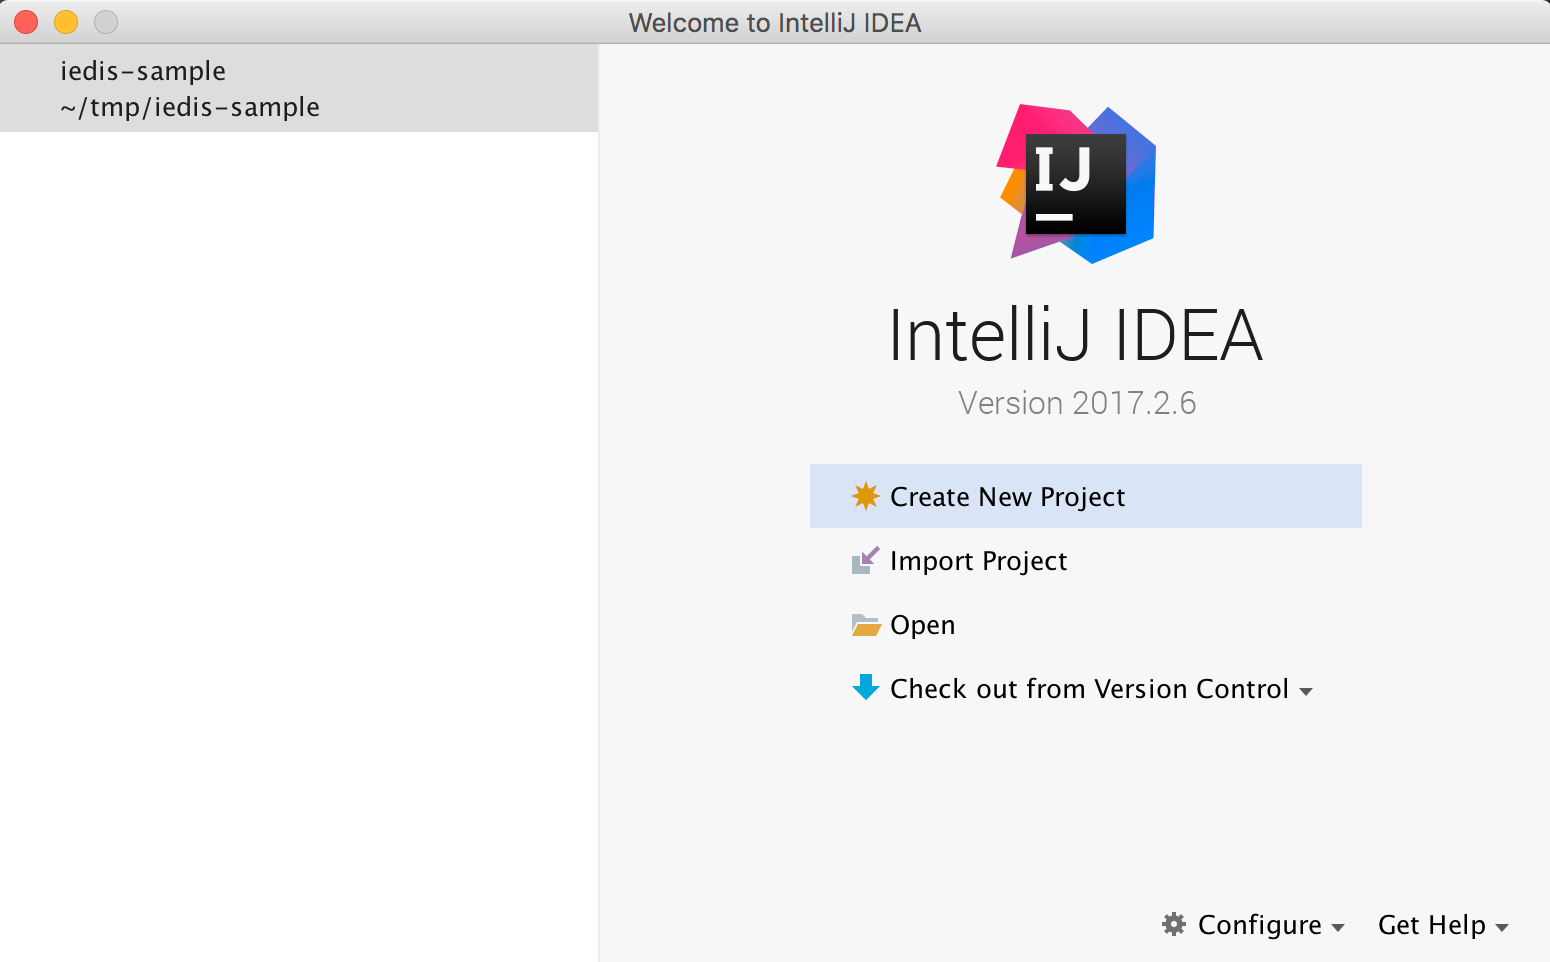 Welcome to IntelliJ IDEA
iedis-sample
~/tmp/iedis-sample
IJ
IntelliJ IDEA
Version 2017.2.6
Create New Project
Import Project
Open
Check out from Version Control
Configure
Get Help